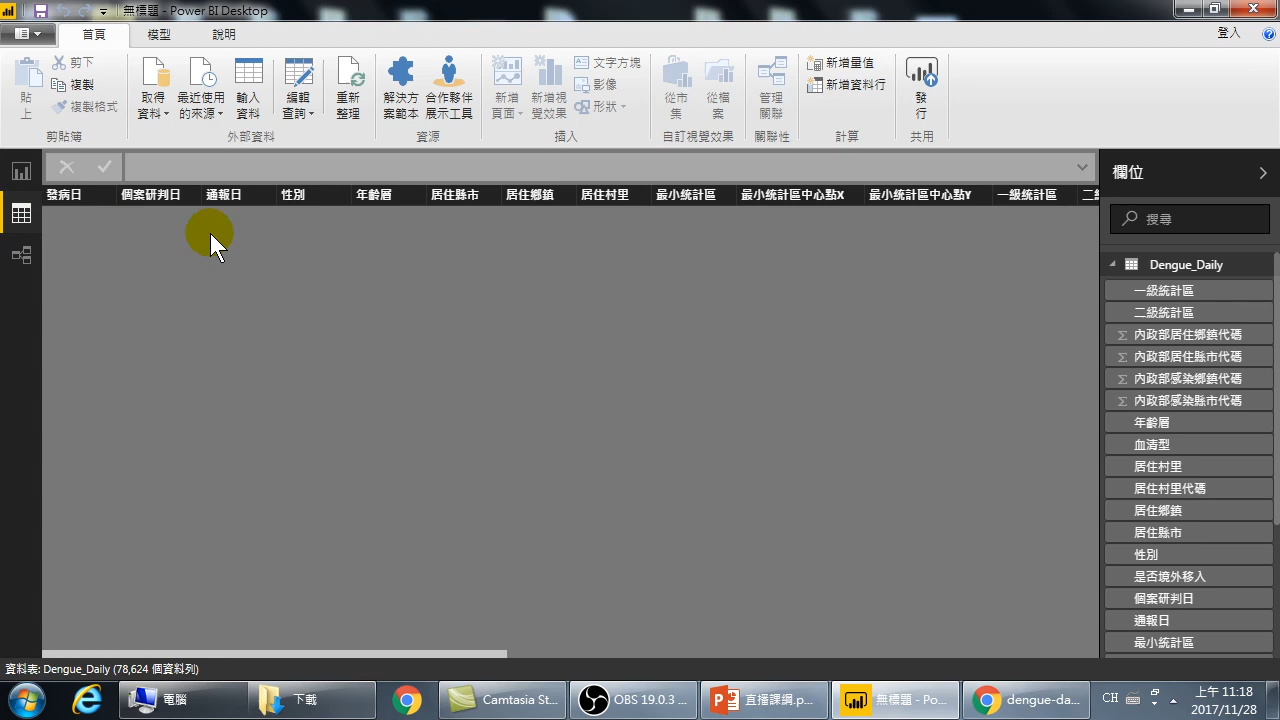 無標題 - Power BI Desktop
首頁 模型 說明 登入
貼上
剪下
複製
複製格式
取得資料
最近使用的來源
輸入資料
編輯查詢
重新整理
解決方案範本
合作夥伴展示工具
新增頁面
新增視覺效果
文字方塊
影像
形狀
從市集
從檔案
管理關聯
新增量值
新增資料行
發行
剪貼簿 外部資料 資源 插入 自訂視覺效果 關聯性 計算 共用
發病日 個案研判日 通報日 性別 年齡層 居住縣市 居住鄉鎮 居住村里 最小統計區 最小統計區中心點X 最小統計區中心點Y 一級統計區
欄位
搜尋
Dengue_Daily
一級統計區
二級統計區
Σ 內政部居住鄉鎮代碼
Σ 內政部居住縣市代碼
Σ 內政部感染鄉鎮代碼
Σ 內政部感染縣市代碼
年齡層
血清型
居住村里
居住村里代碼
居住鄉鎮
居住縣市
性別
是否境外移入
個案研判日
通報日
最小統計區
資料表: Dengue_Daily (78,624 個資料列)
電腦 下載 Camtasia St... OBS 19.0.3 ... 直播課綱.p... 無標題 - Po... dengue-da... CH
上午 11:18
2017/11/28